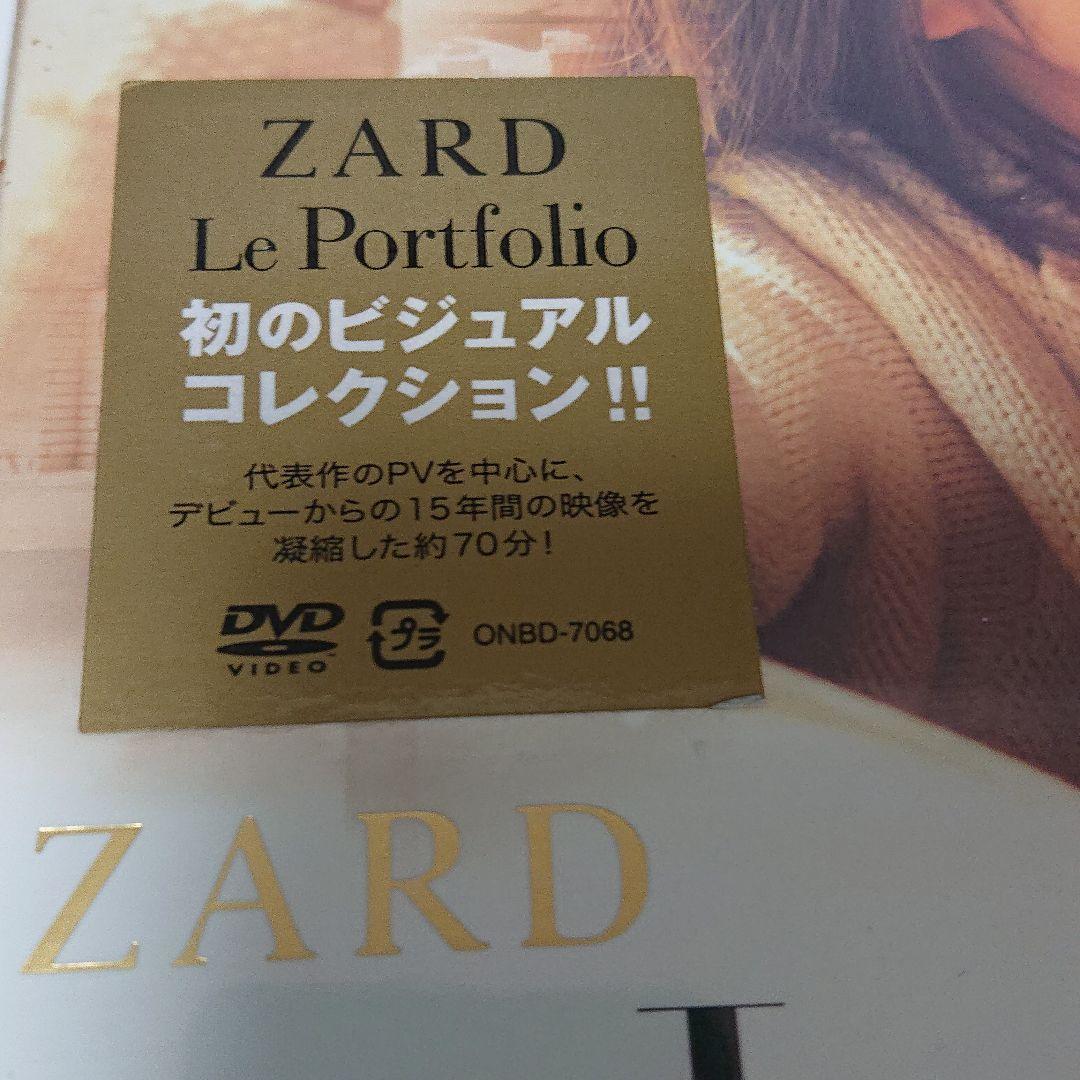 ZARD
Le Portfolio
初のビジュアル
コレクション!!
代表作のPVを中心に、
デビューからの15年間の映像を
凝縮した約70分!
DVD
VIDEO™
プラ
ONBD-7068
ZARD